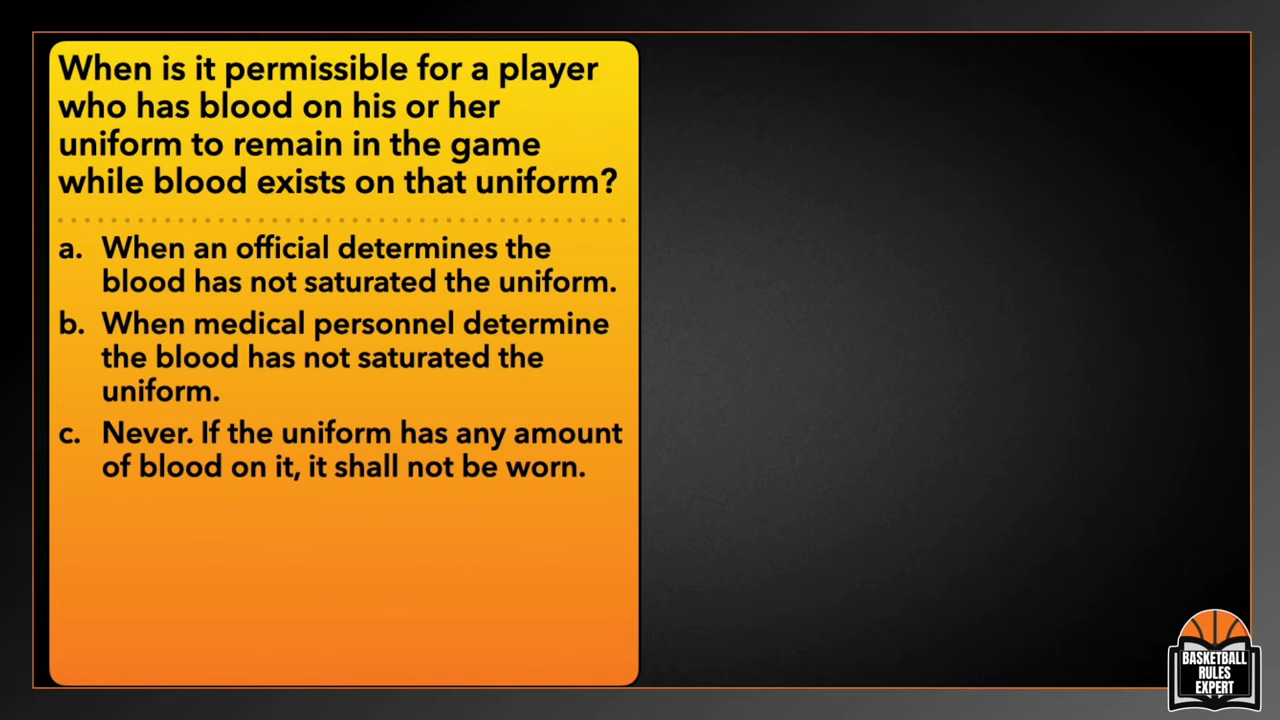 When is it permissible for a player
who has blood on his or her
uniform to remain in the game
while blood exists on that uniform?
a. When an official determines the
blood has not saturated the uniform.
b. When medical personnel determine
the blood has not saturated the
uniform.
c. Never. If the uniform has any amount
of blood on it, it shall not be worn.
BASKETBALL
RULES
EXPERT